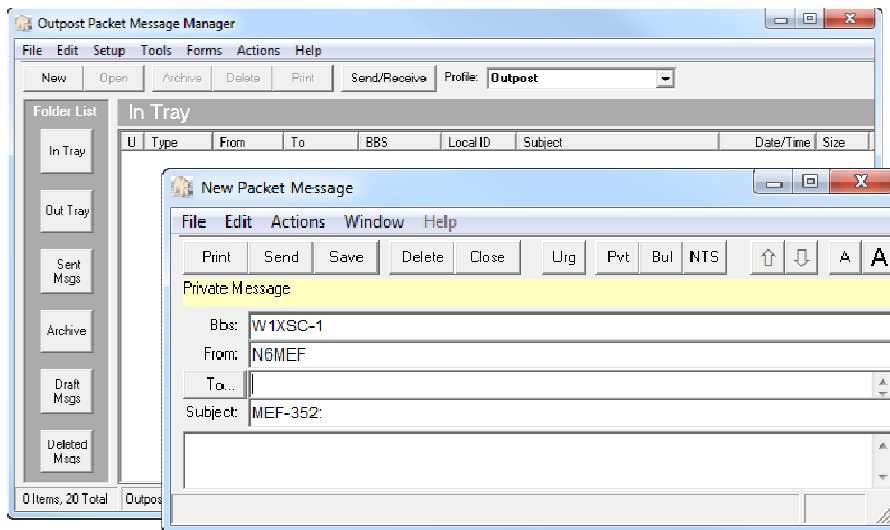 Outpost Packet Message Manager
File Edit Setup Tools Forms Actions Help
New Open Archive Delete Print Send/Receive Profile: Outpost
Folder List In Tray
U Type From To BBS Local ID Subject Date/Time Size
In Tray
Out Tray
Sent
Msgs
Archive
Draft
Msgs
Deleted
Msgs
0 Items, 20 Total Outpos
New Packet Message
File Edit Actions Window Help
Print Send Save Delete Close Urg Pvt Bul NTS A A
Private Message
Bbs: W1XSC-1
From: N6MEF
To...
Subject: MEF-352: